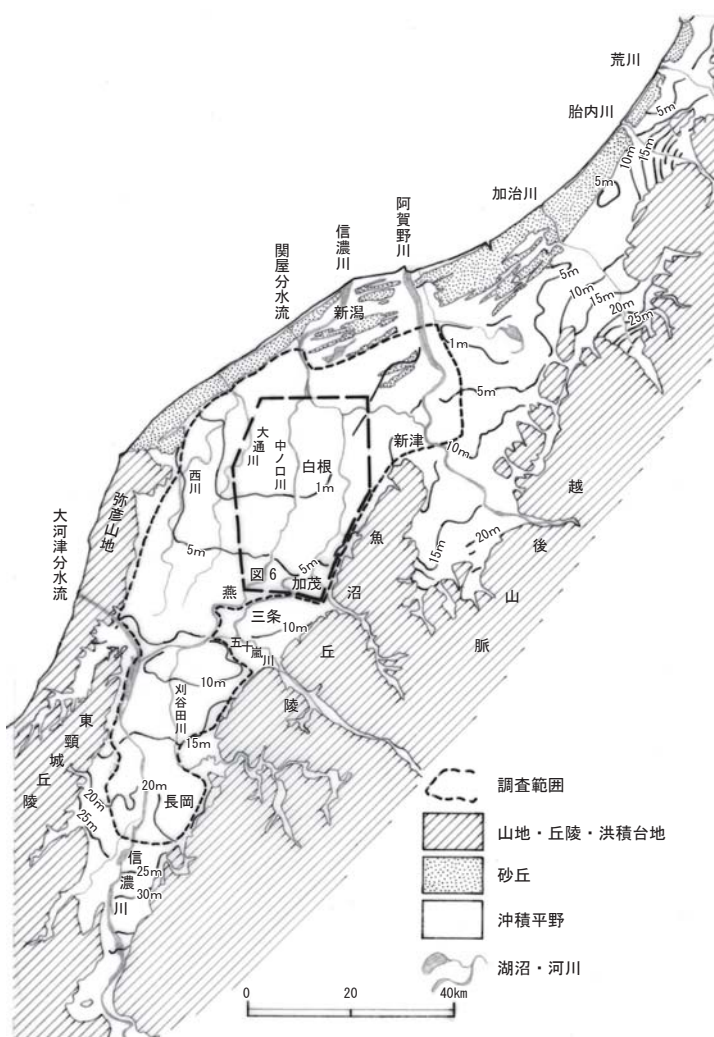 荒川
胎内川
5m
10m
15m
5m
加治川
阿賀野川
信濃川
関屋分水流
新潟
5m
10m
15m
20m
25m
1m
5m
10m
新津
大通川
中ノ口川
白根
西川
1m
弥彦山地
大河津分水流
5m
5m
図6
加茂
燕
三条
10m
五十嵐川
魚沼丘陵
越後山脈
15m
20m
10m
刈谷田川
15m
東頸城丘陵
20m
20m
25m
長岡
信濃川
25m
30m
調査範囲
山地・丘陵・洪積台地
砂丘
沖積平野
湖沼・河川
0 20 40km